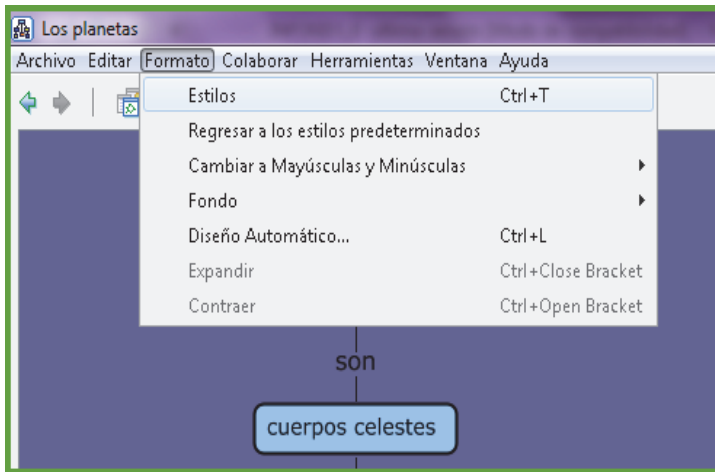 Los planetas
Archivo Editar Formato Colaborar Herramientas Ventana Ayuda
Estilos Ctrl+T
Regresar a los estilos predeterminados
Cambiar a Mayúsculas y Minúsculas
Fondo
Diseño Automático... Ctrl+L
Expandir Ctrl+Close Bracket
Contraer Ctrl+Open Bracket
son
cuerpos celestes